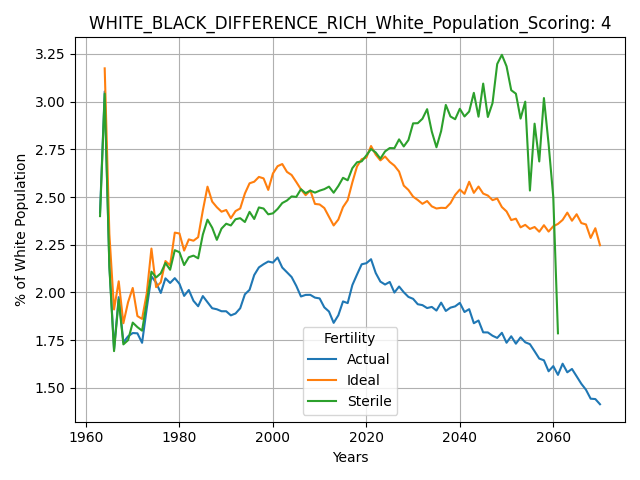 WHITE_BLACK_DIFFERENCE_RICH_White_Population_Scoring: 4
% of White Population
3.25
3.00
2.75
2.50
2.25
2.00
1.75
1.50
Fertility
Actual
Ideal
Sterile
1960
1980
2000
2020
2040
2060
Years